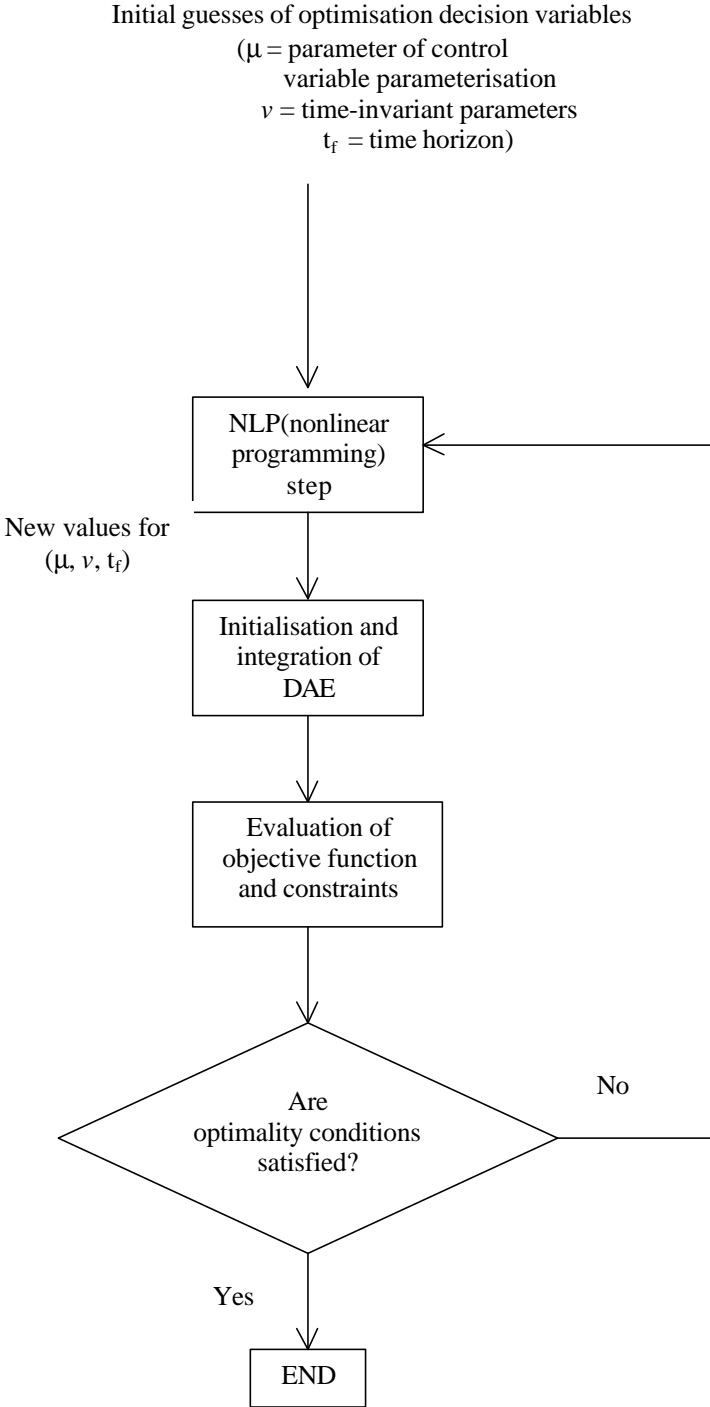 Initial guesses of optimisation decision variables
(μ = parameter of control
variable parameterisation
v = time-invariant parameters
t_f = time horizon)
NLP(nonlinear
programming)
step
New values for
(μ, v, t_f)
Initialisation and
integration of
DAE
Evaluation of
objective function
and constraints
Are
optimality conditions
satisfied?
No
Yes
END